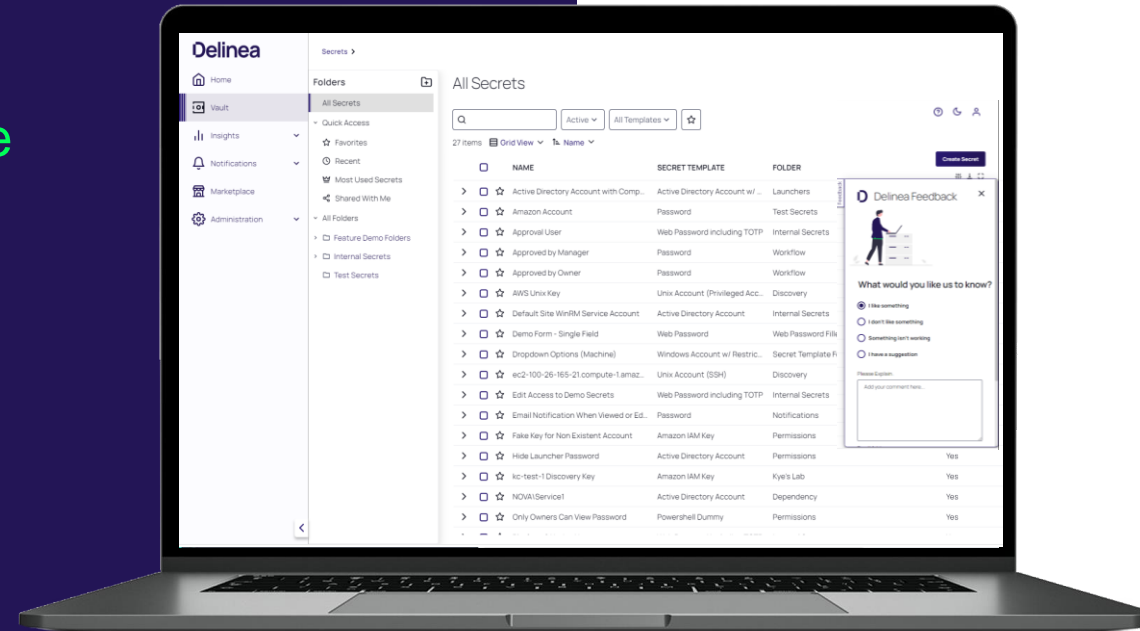 e
Delinea
Home
Vault
Insights
Notifications
Marketplace
Administration
Secrets >
Folders
All Secrets
Quick Access
Favorites
Recent
Most Used Secrets
Shared With Me
All Folders
Feature Demo Folders
Internal Secrets
Test Secrets
All Secrets
Active
All Templates
27 items Grid View Name
NAME SECRET TEMPLATE FOLDER
Create Secret
Active Directory Account with Comp... Active Directory Account w/ ... Launchers
Amazon Account Password Test Secrets
Approval User Web Password including TOTP Internal Secrets
Approved by Manager Password Workflow
Approved by Owner Password Workflow
AWS Unix Key Unix Account (Privileged Acc... Discovery
Default Site WinRM Service Account Active Directory Account Internal Secrets
Demo Form - Single Field Web Password Web Password Fill
Dropdown Options (Machine) Windows Account w/ Restric... Secret Template F
ec2-100-26-165-21.compute-1.amaz... Unix Account (SSH) Discovery
Edit Access to Demo Secrets Web Password including TOTP Internal Secrets
Email Notification When Viewed or Ed... Password Notifications
Fake Key for Non Existent Account Amazon IAM Key Permissions
Hide Launcher Password Active Directory Account Permissions Yes
kc-test-1 Discovery Key Amazon IAM Key Kye's Lab Yes
NOVA\Service1 Active Directory Account Dependency Yes
Only Owners Can View Password Powershell Dummy Permissions Yes
Feedback
Delinea Feedback
What would you like us to know?
I like something
I don't like something
Something isn't working
I have a suggestion
Please Explain
Add your comment here...